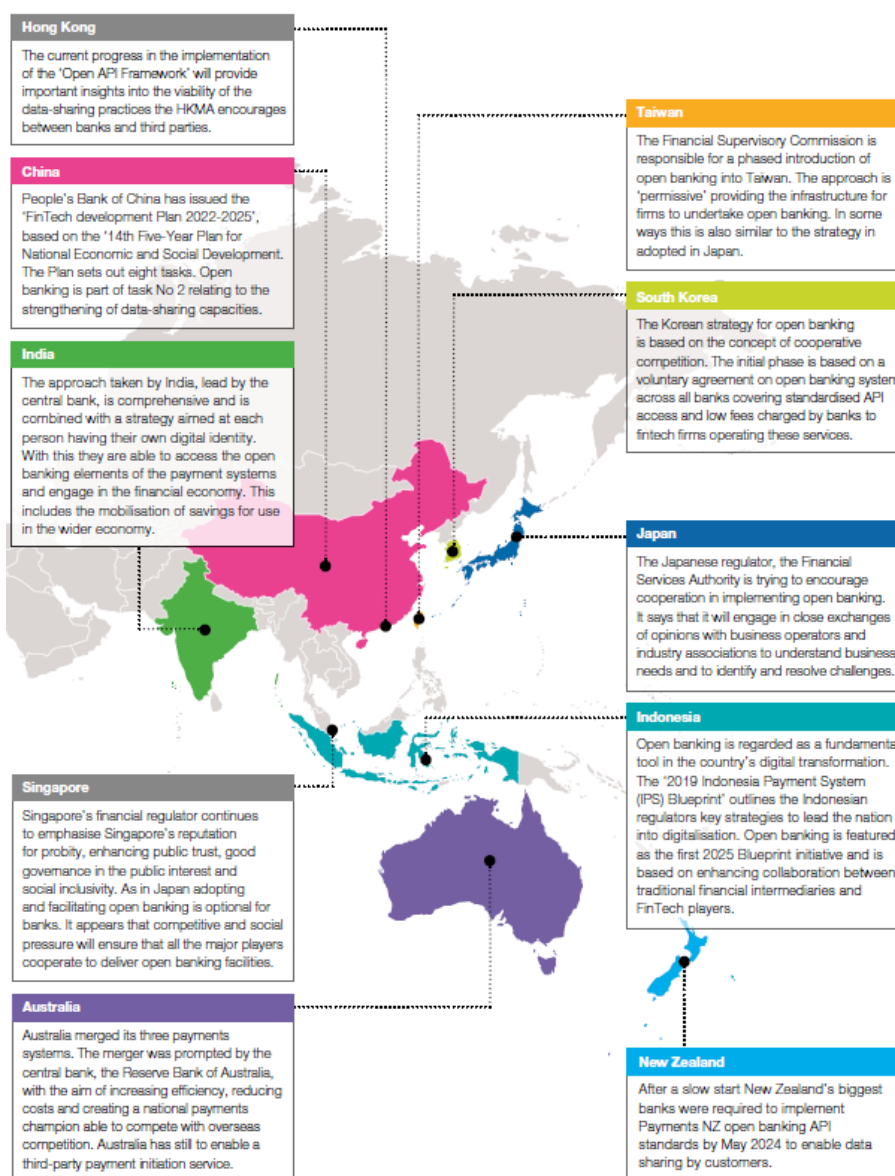 Hong Kong
The current progress in the implementation
of the 'Open API Framework' will provide
important insights into the viability of the
data-sharing practices the HKMA encourages
between banks and third parties.
China
People's Bank of China has issued the
'FinTech development Plan 2022-2025',
based on the '14th Five-Year Plan for
National Economic and Social Development.
The Plan sets out eight tasks. Open
banking is part of task No 2 relating to the
strengthening of data-sharing capacities.
India
The approach taken by India, lead by the
central bank, is comprehensive and is
combined with a strategy aimed at each
person having their own digital identity.
With this they are able to access the open
banking elements of the payment systems
and engage in the financial economy. This
includes the mobilisation of savings for use
in the wider economy.
Singapore
Singapore's financial regulator continues
to emphasise Singapore's reputation
for probity, enhancing public trust, good
governance in the public interest and
social inclusivity. As in Japan adopting
and facilitating open banking is optional for
banks. It appears that competitive and social
pressure will ensure that all the major players
cooperate to deliver open banking facilities.
Australia
Australia merged its three payments
systems. The merger was prompted by the
central bank, the Reserve Bank of Australia,
with the aim of increasing efficiency, reducing
costs and creating a national payments
champion able to compete with overseas
competition. Australia has still to enable a
third-party payment initiation service.
Taiwan
The Financial Supervisory Commission is
responsible for a phased introduction of
open banking into Taiwan. The approach is
'permissive' providing the infrastructure for
firms to undertake open banking. In some
ways this is also similar to the strategy in
adopted in Japan.
South Korea
The Korean strategy for open banking
is based on the concept of cooperative
competition. The initial phase is based on a
voluntary agreement on open banking system
across all banks covering standardised API
access and low fees charged by banks to
fintech firms operating these services.
Japan
The Japanese regulator, the Financial
Services Authority is trying to encourage
cooperation in implementing open banking.
It says that it will engage in close exchanges
of opinions with business operators and
industry associations to understand business
needs and to identify and resolve challenges.
Indonesia
Open banking is regarded as a fundamenta
tool in the country's digital transformation.
The '2019 Indonesia Payment System
(IPS) Blueprint' outlines the Indonesian
regulators key strategies to lead the nation
into digitalisation. Open banking is featured
as the first 2025 Blueprint initiative and is
based on enhancing collaboration between
traditional financial intermediaries and
FinTech players.
New Zealand
After a slow start New Zealand's biggest
banks were required to implement
Payments NZ open banking API
standards by May 2024 to enable data
sharing by customers.